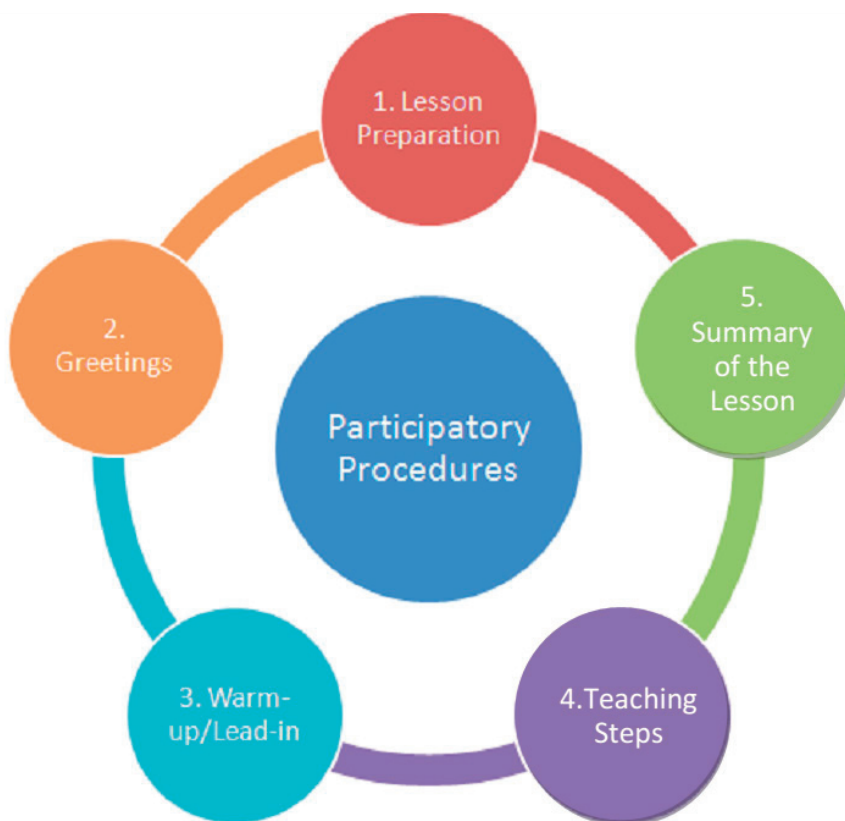 Participatory
Procedures
1. Lesson
Preparation
2.
Greetings
3. Warm-
up/Lead-in
4.Teaching
Steps
5.
Summary
of the
Lesson